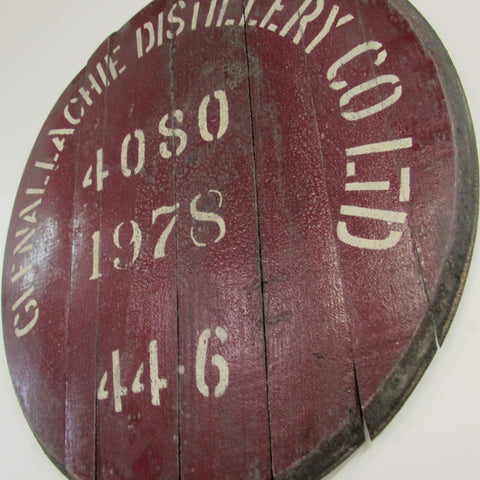 GLENALLACHIE DISTILLERY CO LTD
4080
1978
44·6